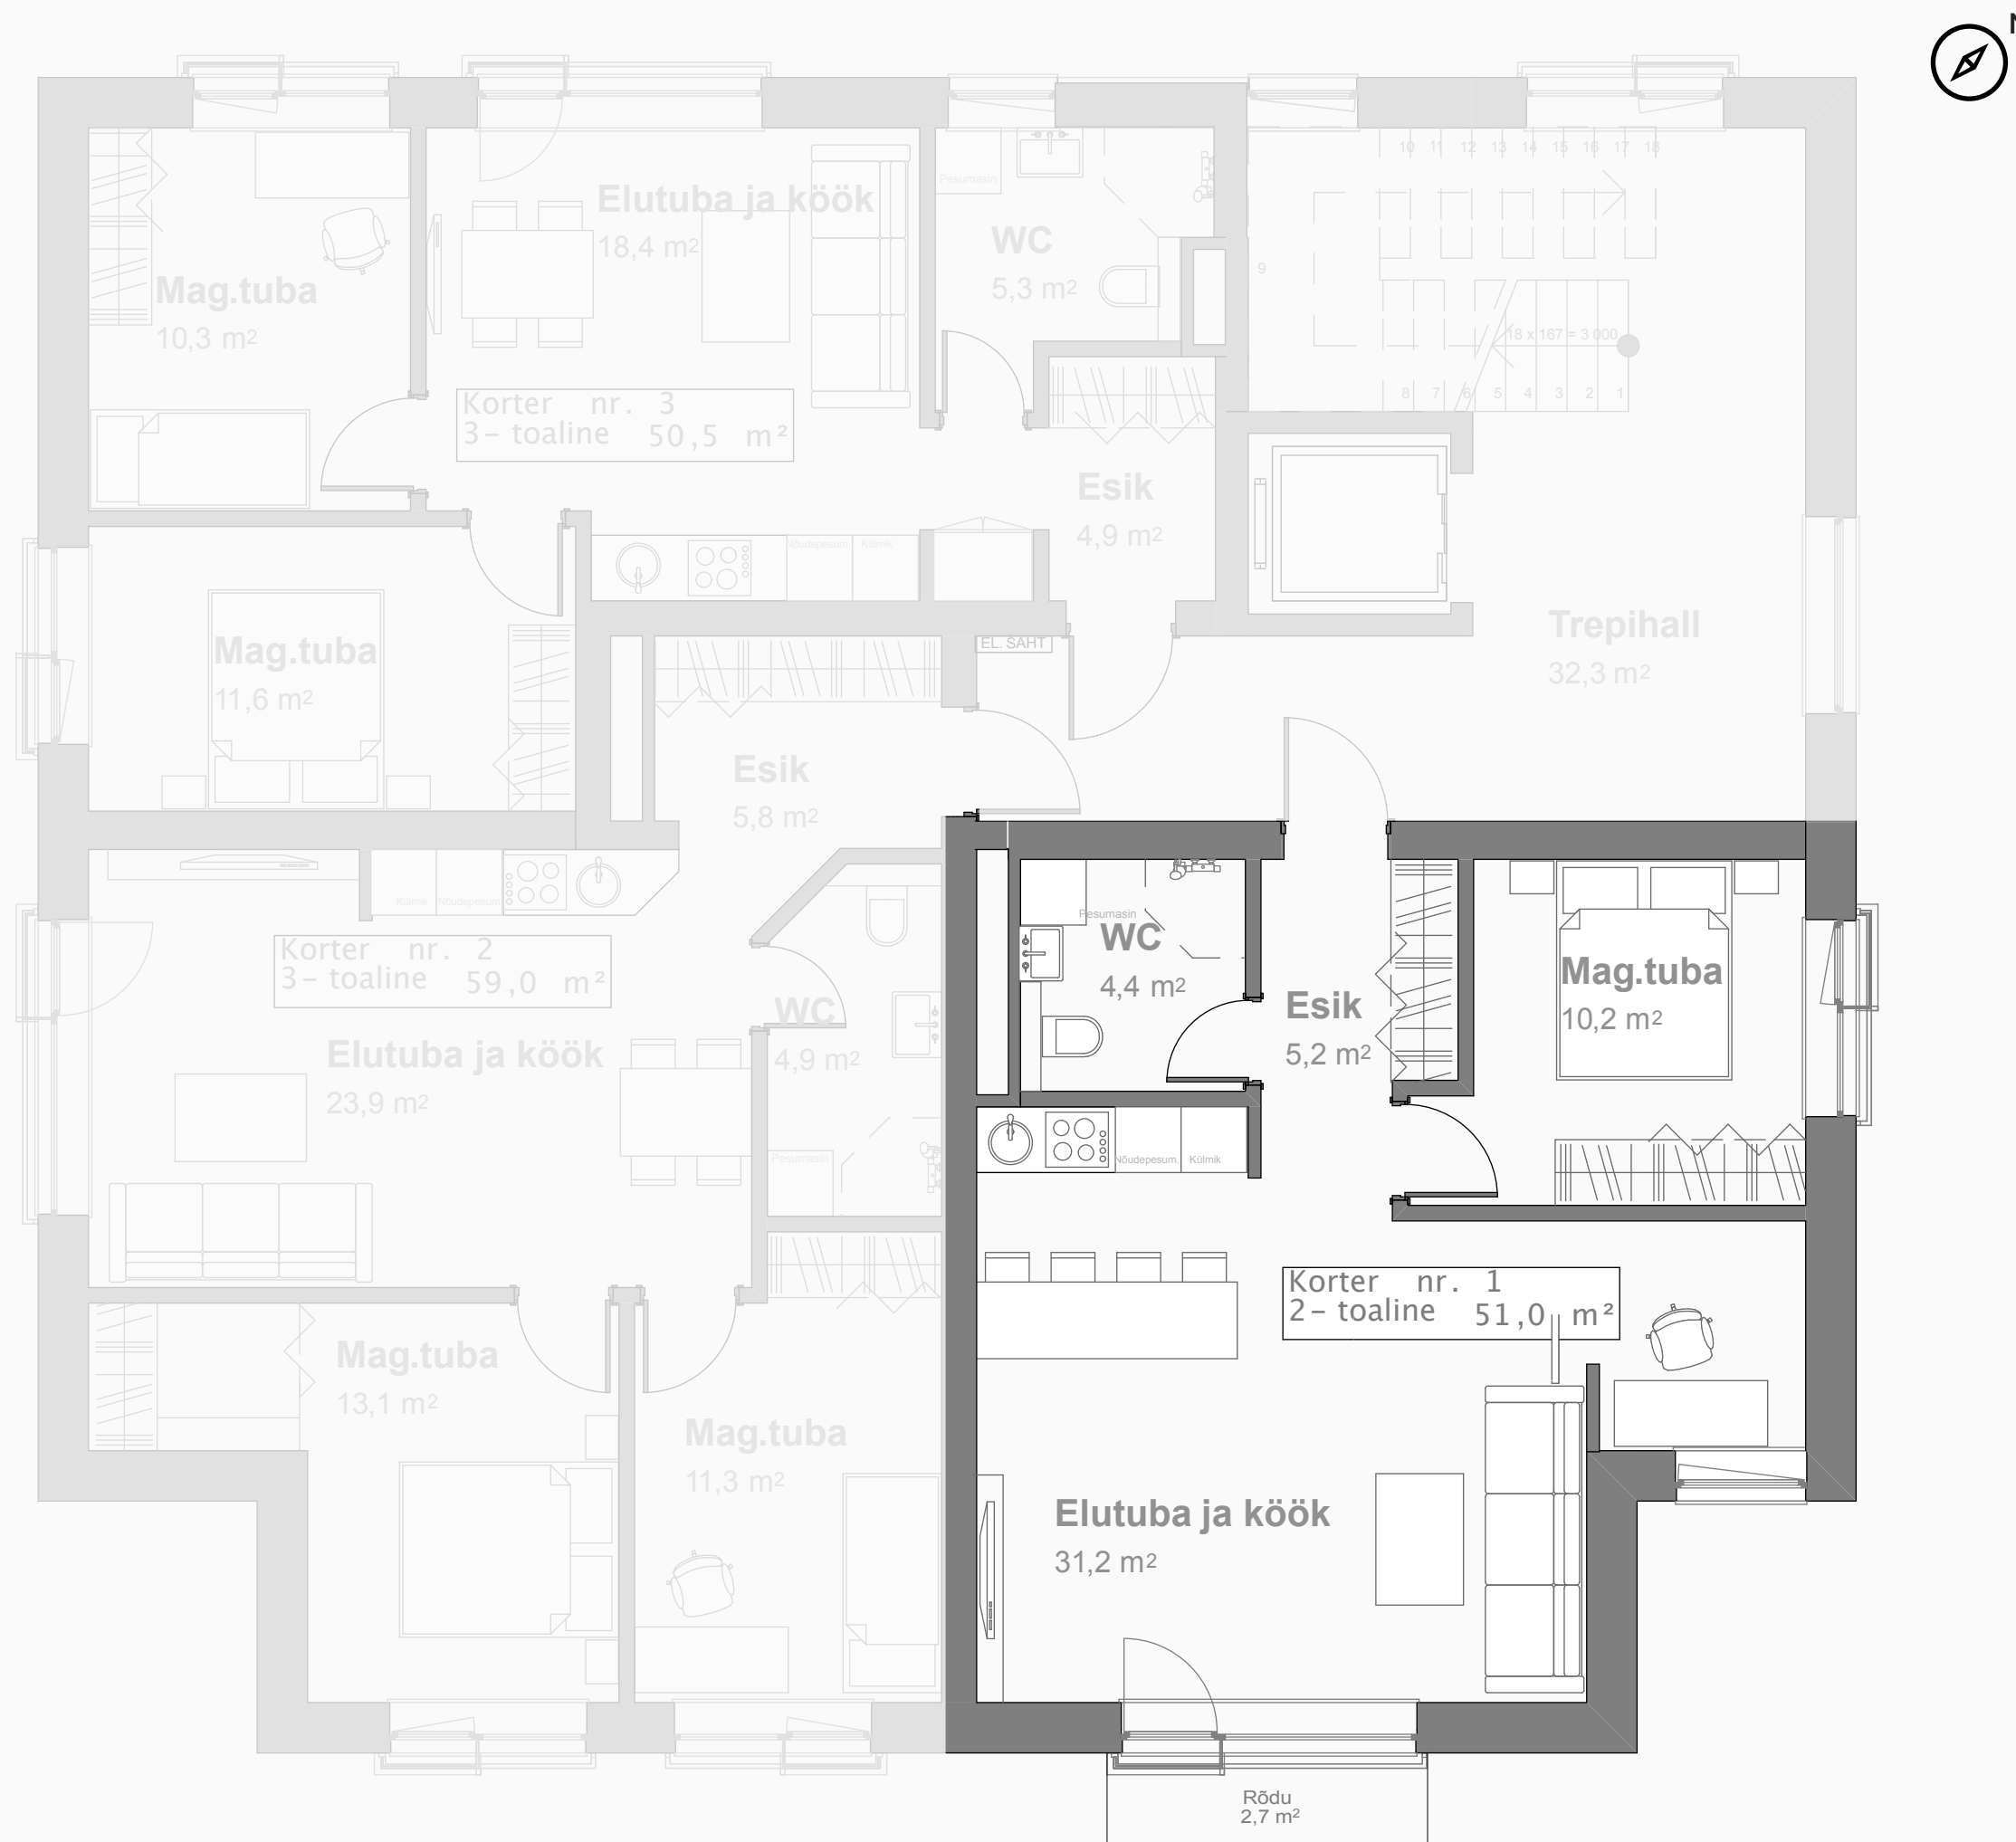 N
10 11 12 13 14 15 16 17 18
Elutuba ja köök
18,4 m²
Pesumasin
WC
5,3 m²
9
Mag.tuba
10,3 m²
18 x 167 = 3 000
8 7 6 5 4 3 2 1
Korter nr. 3
3- toaline 50,5 m²
Esik
4,9 m²
Nõudepesum. Külmik
Trepihall
32,3 m²
Mag.tuba
11,6 m²
EL. ŠAHT
Esik
5,8 m²
Külmik Nõudepesum.
Korter nr. 2
3- toaline 59,0 m²
WC
4,9 m²
Elutuba ja köök
23,9 m²
Pesumasin
Pesumasin
WC
4,4 m²
Esik
5,2 m²
Mag.tuba
10,2 m²
Nõudepesum. Külmik
Korter nr. 1
2- toaline 51,0 m²
Mag.tuba
13,1 m²
Mag.tuba
11,3 m²
Elutuba ja köök
31,2 m²
Rõdu
2,7 m²